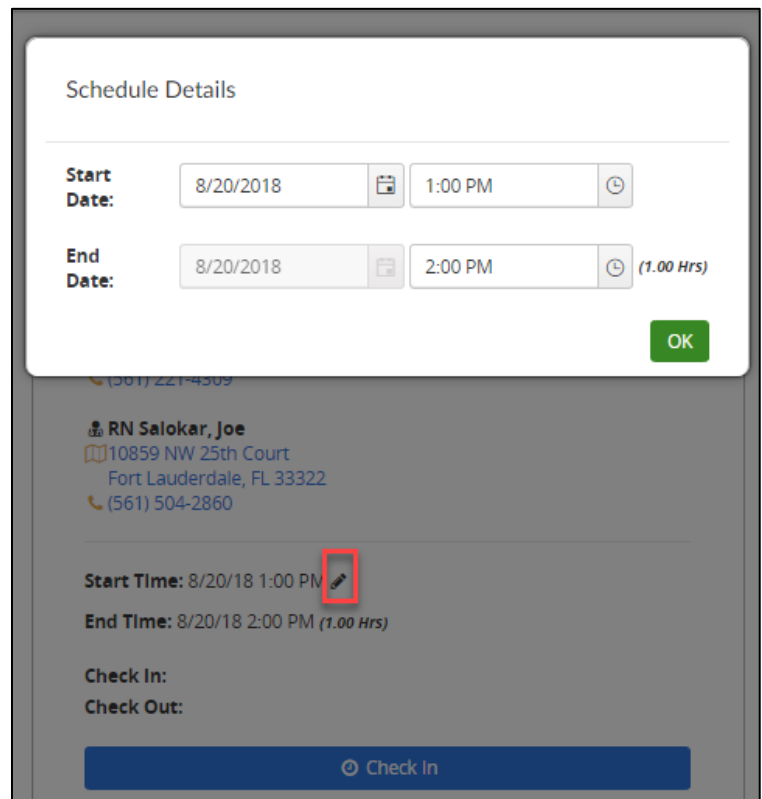 Schedule Details
Start Date: 8/20/2018 1:00 PM
End Date: 8/20/2018 2:00 PM (1.00 Hrs)
OK
(561) 221-4309
RN Salokar, Joe
10859 NW 25th Court
Fort Lauderdale, FL 33322
(561) 504-2860
Start Time: 8/20/18 1:00 PM
End Time: 8/20/18 2:00 PM (1.00 Hrs)
Check In:
Check Out:
Check In